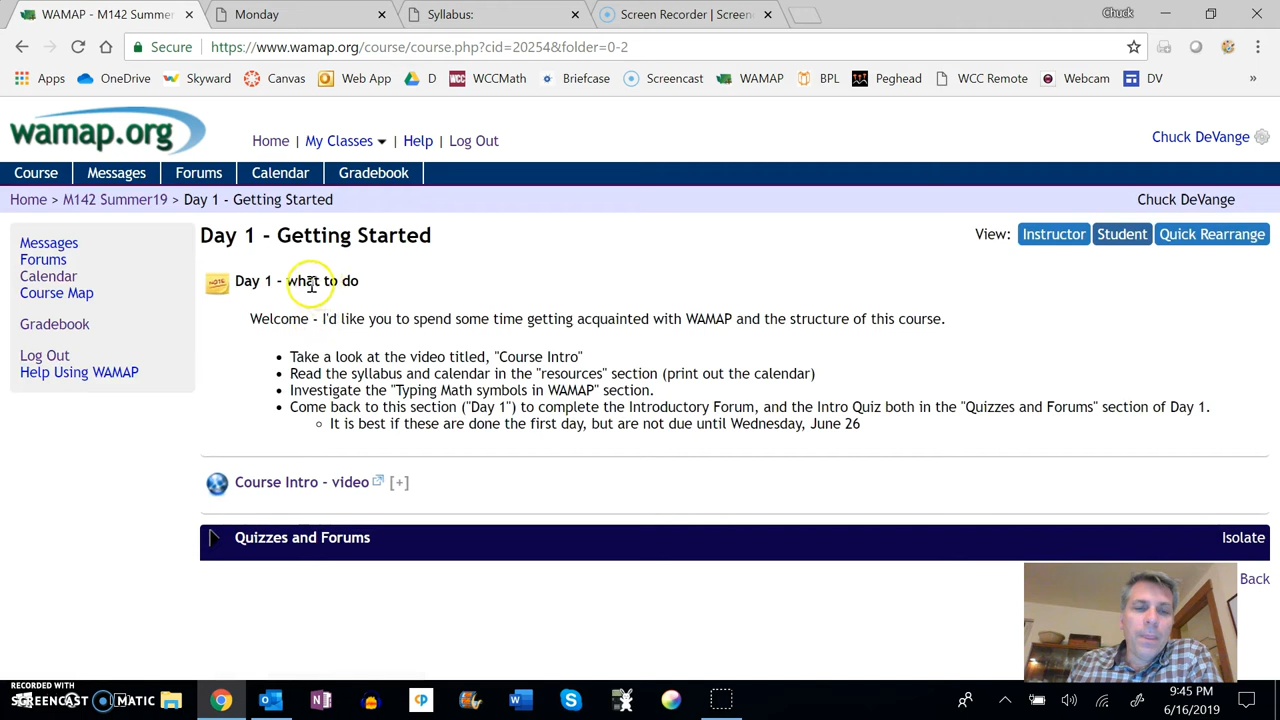 WAMAP - M142 Summer
Monday
Syllabus:
Screen Recorder | Screen
Chuck
Secure
https://www.wamap.org/course/course.php?cid=20254&folder=0-2
Apps OneDrive Skyward Canvas Web App D WCCMath Briefcase Screencast WAMAP BPL Peghead WCC Remote Webcam DV »
wamap.org
Home | My Classes | Help | Log Out
Chuck DeVange
Course Messages Forums Calendar Gradebook
Home > M142 Summer19 > Day 1 - Getting Started
Chuck DeVange
Messages
Forums
Calendar
Course Map
Gradebook
Log Out
Help Using WAMAP
Day 1 - Getting Started
View: Instructor Student Quick Rearrange
NOTE
Day 1 - what to do
Welcome - I'd like you to spend some time getting acquainted with WAMAP and the structure of this course.
• Take a look at the video titled, "Course Intro"
• Read the syllabus and calendar in the "resources" section (print out the calendar)
• Investigate the "Typing Math symbols in WAMAP" section.
• Come back to this section ("Day 1") to complete the Introductory Forum, and the Intro Quiz both in the "Quizzes and Forums" section of Day 1.
◦ It is best if these are done the first day, but are not due until Wednesday, June 26
Course Intro - video [+]
Quizzes and Forums
Isolate
Back
RECORDED WITH
SCREENCAST MATIC
9:45 PM
6/16/2019